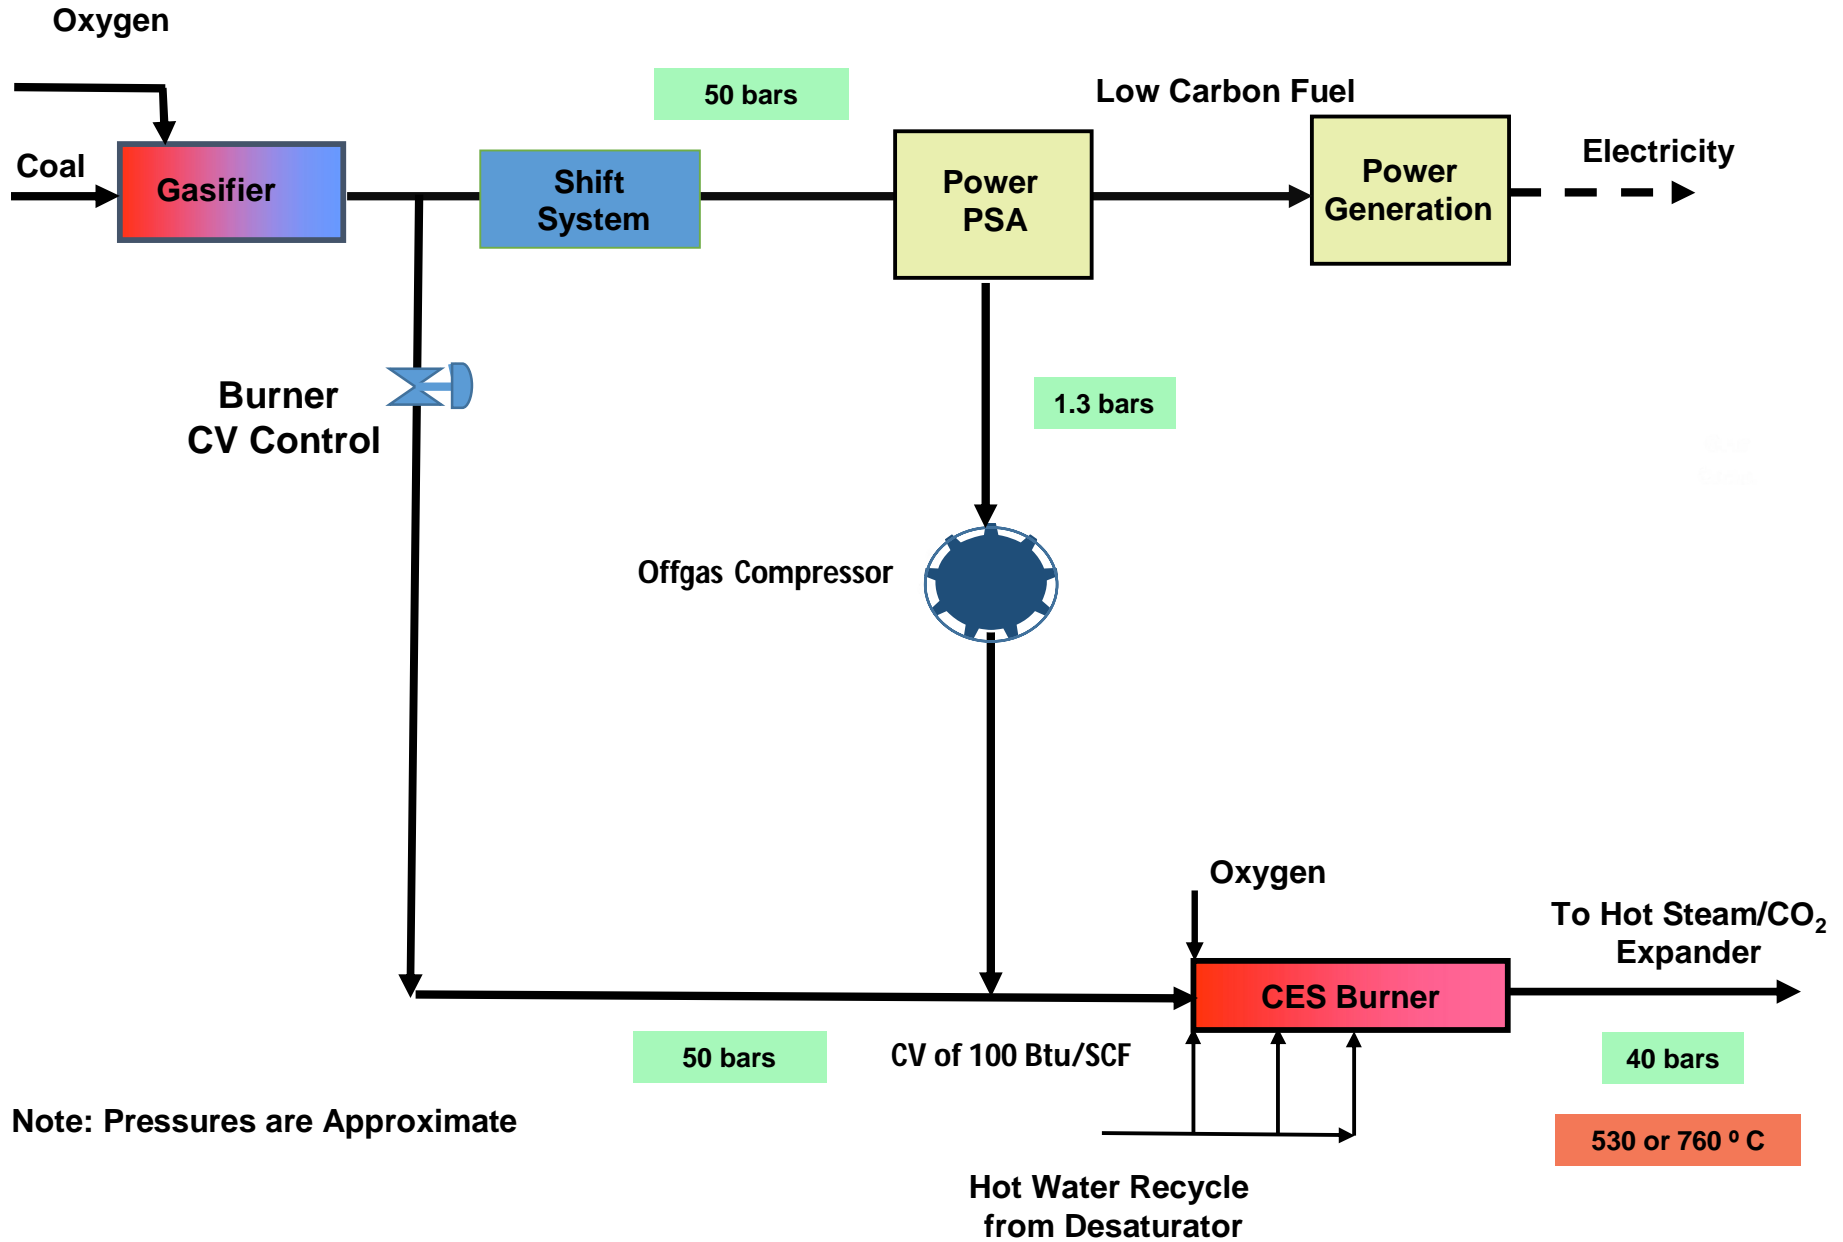 Oxygen
50 bars
Low Carbon Fuel
Coal
Gasifier
Shift
System
Power
PSA
Power
Generation
Electricity
Burner
CV Control
1.3 bars
Offgas Compressor
Oxygen
To Hot Steam/CO₂
Expander
CES Burner
50 bars
CV of 100 Btu/SCF
40 bars
Note: Pressures are Approximate
530 or 760 º C
Hot Water Recycle
from Desaturator